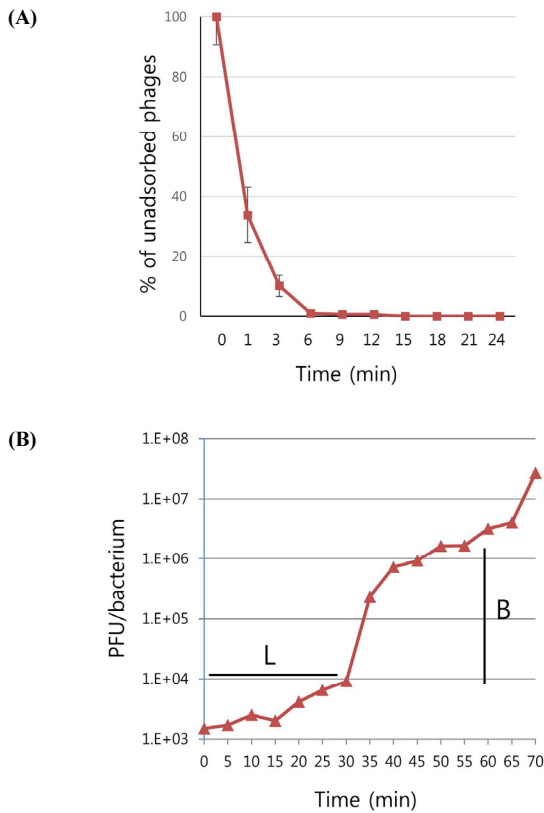 (A)
% of unadsorbed phages
100
80
60
40
20
0
0 1 3 6 9 12 15 18 21 24
Time (min)
(B)
PFU/bacterium
1.E+08
1.E+07
1.E+06
1.E+05
1.E+04
1.E+03
L
B
0 5 10 15 20 25 30 35 40 45 50 55 60 65 70
Time (min)